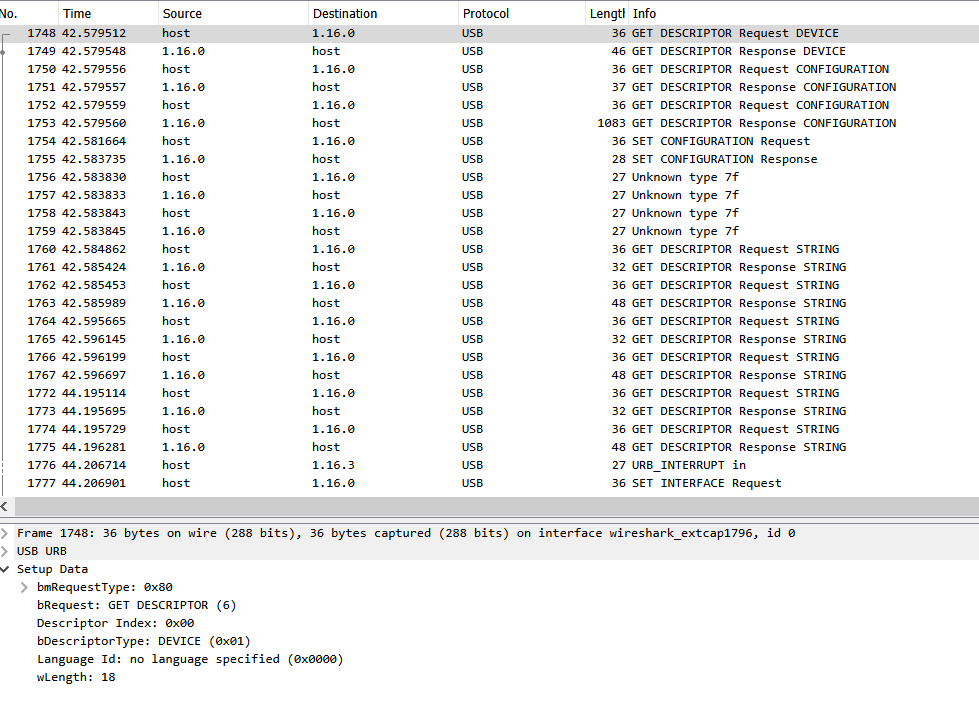 No. Time Source Destination Protocol Length Info
1748 42.579512 host 1.16.0 USB 36 GET DESCRIPTOR Request DEVICE
1749 42.579548 1.16.0 host USB 46 GET DESCRIPTOR Response DEVICE
1750 42.579556 host 1.16.0 USB 36 GET DESCRIPTOR Request CONFIGURATION
1751 42.579557 1.16.0 host USB 37 GET DESCRIPTOR Response CONFIGURATION
1752 42.579559 host 1.16.0 USB 36 GET DESCRIPTOR Request CONFIGURATION
1753 42.579560 1.16.0 host USB 1083 GET DESCRIPTOR Response CONFIGURATION
1754 42.581664 host 1.16.0 USB 36 SET CONFIGURATION Request
1755 42.583735 1.16.0 host USB 28 SET CONFIGURATION Response
1756 42.583830 host 1.16.0 USB 27 Unknown type 7f
1757 42.583833 1.16.0 host USB 27 Unknown type 7f
1758 42.583843 host 1.16.0 USB 27 Unknown type 7f
1759 42.583845 1.16.0 host USB 27 Unknown type 7f
1760 42.584862 host 1.16.0 USB 36 GET DESCRIPTOR Request STRING
1761 42.585424 1.16.0 host USB 32 GET DESCRIPTOR Response STRING
1762 42.585453 host 1.16.0 USB 36 GET DESCRIPTOR Request STRING
1763 42.585989 1.16.0 host USB 48 GET DESCRIPTOR Response STRING
1764 42.595665 host 1.16.0 USB 36 GET DESCRIPTOR Request STRING
1765 42.596145 1.16.0 host USB 32 GET DESCRIPTOR Response STRING
1766 42.596199 host 1.16.0 USB 36 GET DESCRIPTOR Request STRING
1767 42.596697 1.16.0 host USB 48 GET DESCRIPTOR Response STRING
1772 44.195114 host 1.16.0 USB 36 GET DESCRIPTOR Request STRING
1773 44.195695 1.16.0 host USB 32 GET DESCRIPTOR Response STRING
1774 44.195729 host 1.16.0 USB 36 GET DESCRIPTOR Request STRING
1775 44.196281 1.16.0 host USB 48 GET DESCRIPTOR Response STRING
1776 44.206714 host 1.16.3 USB 27 URB_INTERRUPT in
1777 44.206901 host 1.16.0 USB 36 SET INTERFACE Request
Frame 1748: 36 bytes on wire (288 bits), 36 bytes captured (288 bits) on interface wireshark_extcap1796, id 0
USB URB
Setup Data
bmRequestType: 0x80
bRequest: GET DESCRIPTOR (6)
Descriptor Index: 0x00
bDescriptorType: DEVICE (0x01)
Language Id: no language specified (0x0000)
wLength: 18